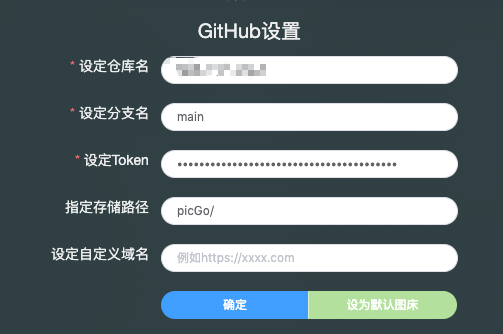 GitHub设置
* 设定仓库名
* 设定分支名 main
* 设定Token ••••••••••••••••••••••••••••••••••••••••
指定存储路径 picGo/
设定自定义域名 例如https://xxxx.com
确定 设为默认图床